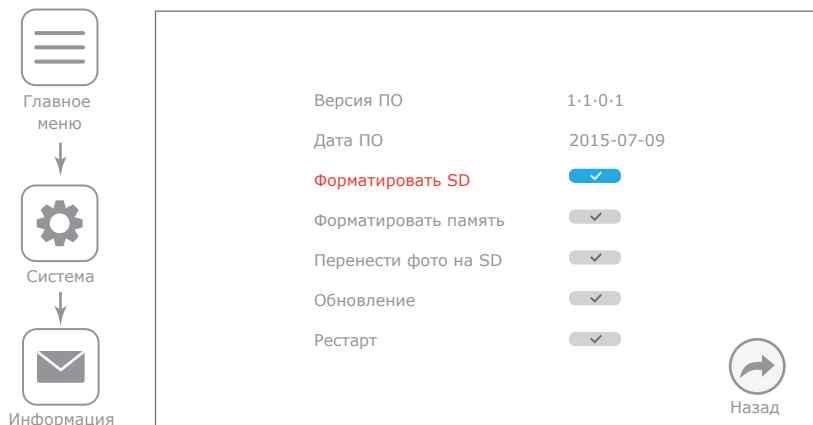 Главное
меню
Система
Информация
Версия ПО 1·1·0·1
Дата ПО 2015-07-09
Форматировать SD
Форматировать память
Перенести фото на SD
Обновление
Рестарт
Назад